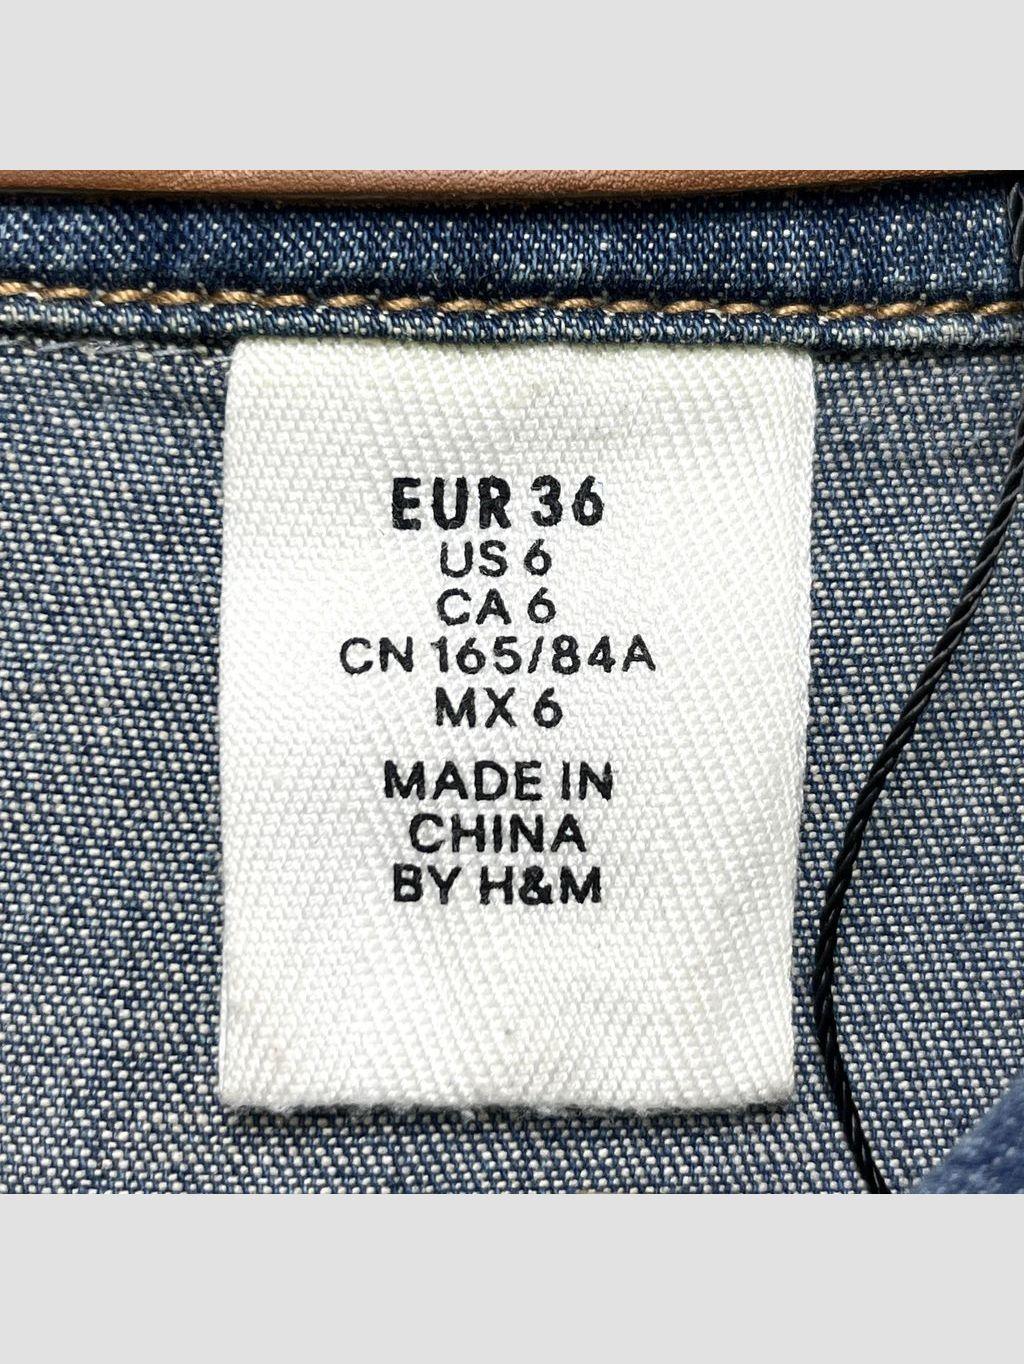 EUR 36
US 6
CA 6
CN 165/84A
MX 6
MADE IN
CHINA
BY H&M